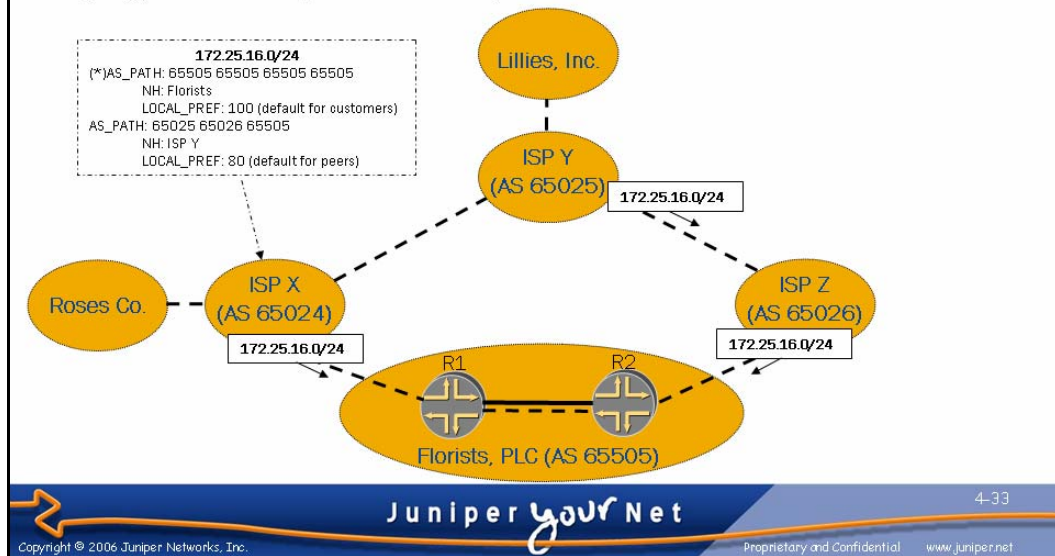 172.25.16.0/24
(*)AS_PATH: 65505 65505 65505 65505
NH: Florists
LOCAL_PREF: 100 (default for customers)
AS_PATH: 65025 65026 65505
NH: ISP Y
LOCAL_PREF: 80 (default for peers)
Lillies, Inc.
ISP Y
(AS 65025)
172.25.16.0/24
Roses Co.
ISP X
(AS 65024)
172.25.16.0/24
ISP Z
(AS 65026)
172.25.16.0/24
R1
R2
Florists, PLC (AS 65505)
Juniper your Net
4-33
Copyright © 2006 Juniper Networks, Inc.
Proprietary and Confidential
www.juniper.net